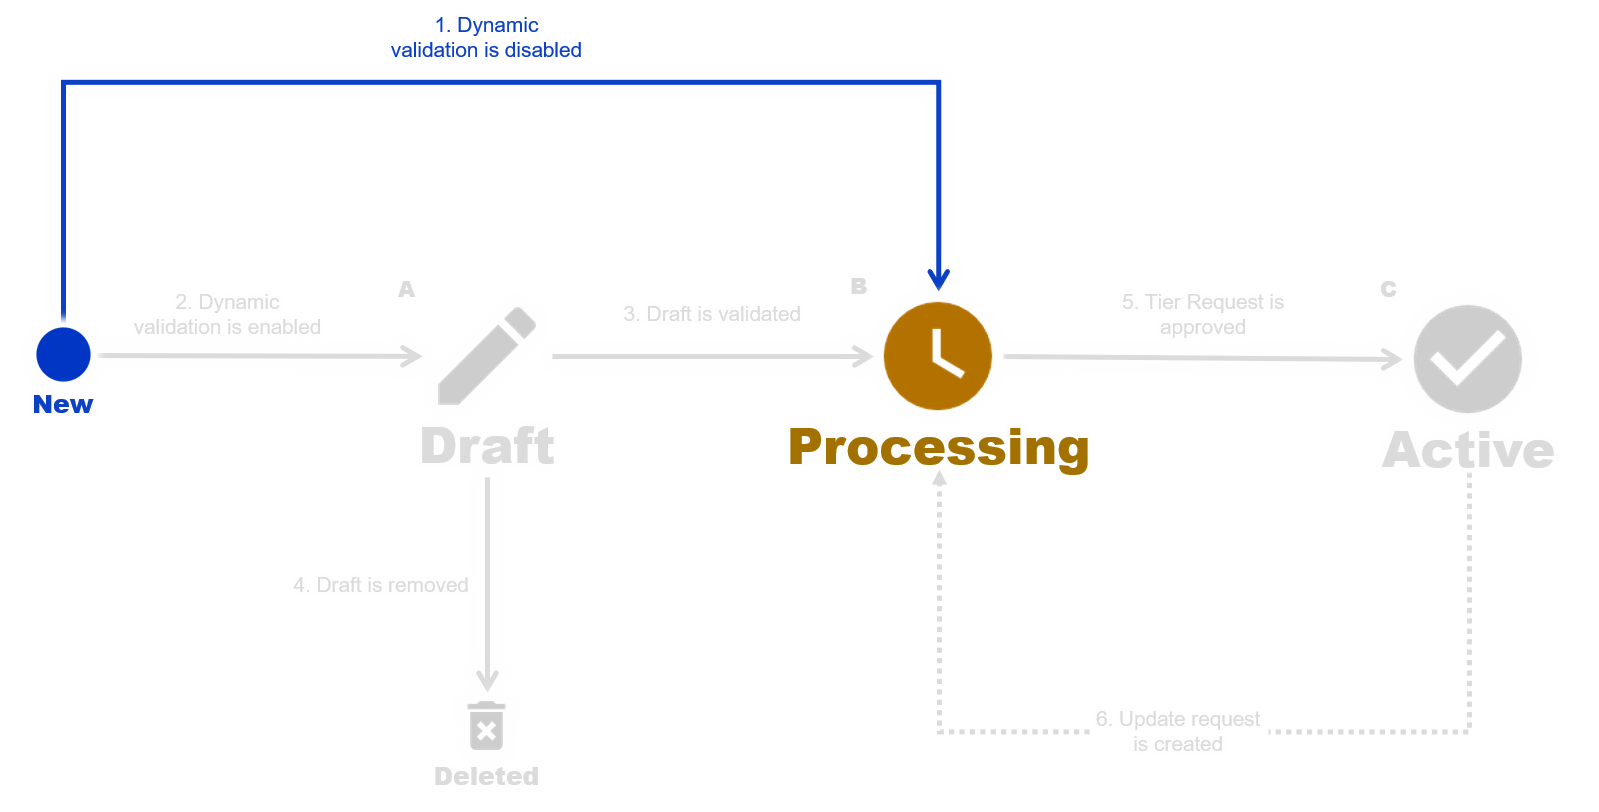 1. Dynamic
validation is disabled
2. Dynamic
validation is enabled
A
3. Draft is validated
B
5. Tier Request is
approved
C
New
Draft
Processing
Active
4. Draft is removed
6. Update request
is created
Deleted